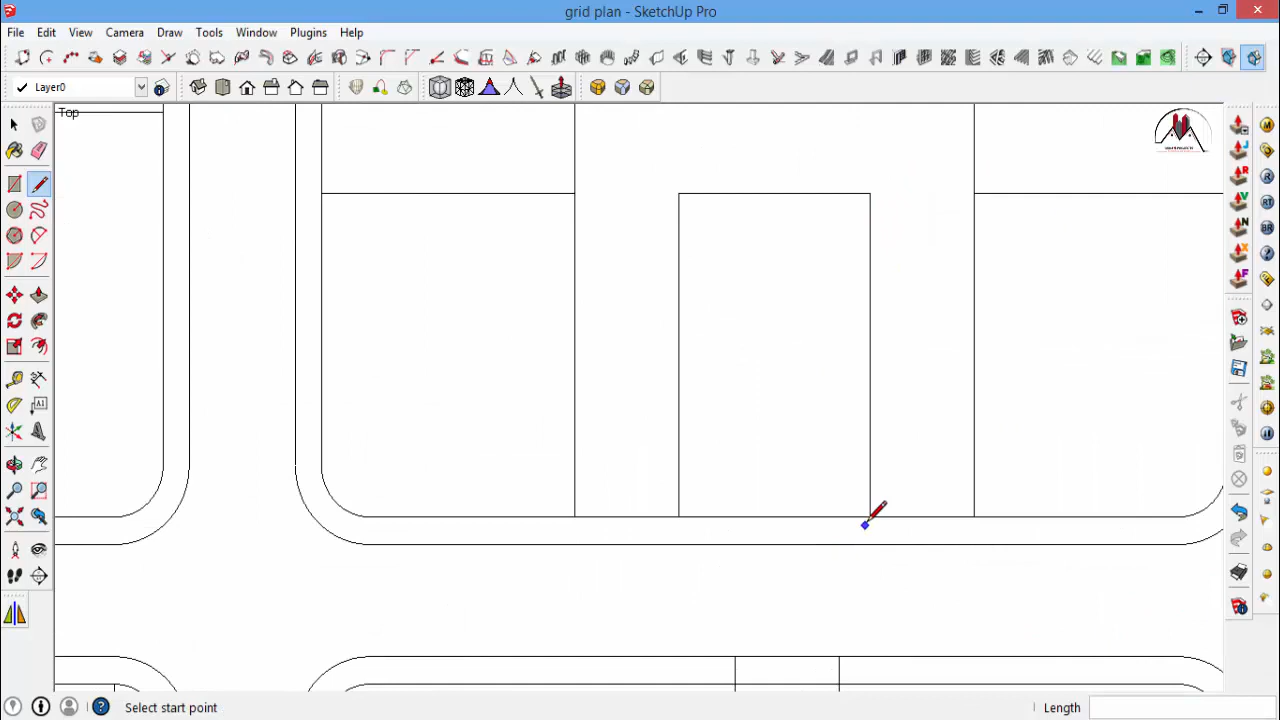 grid plan - SketchUp Pro
File Edit View Camera Draw Tools Window Plugins Help
Layer0
Top
Select start point
Length